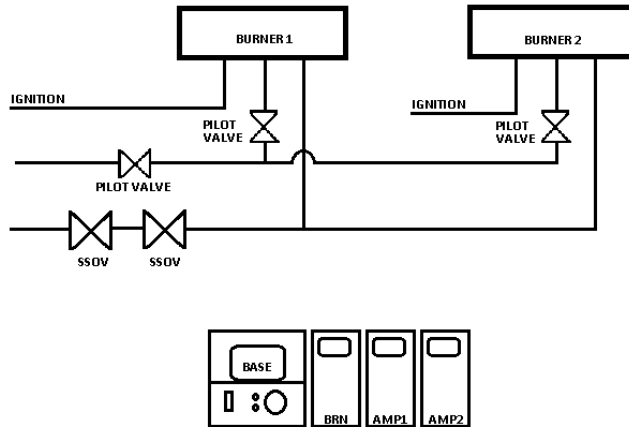 BURNER 1
BURNER 2
IGNITION
IGNITION
PILOT
VALVE
PILOT
VALVE
PILOT VALVE
SSOV
SSOV
BASE
BRN
AMP1
AMP2